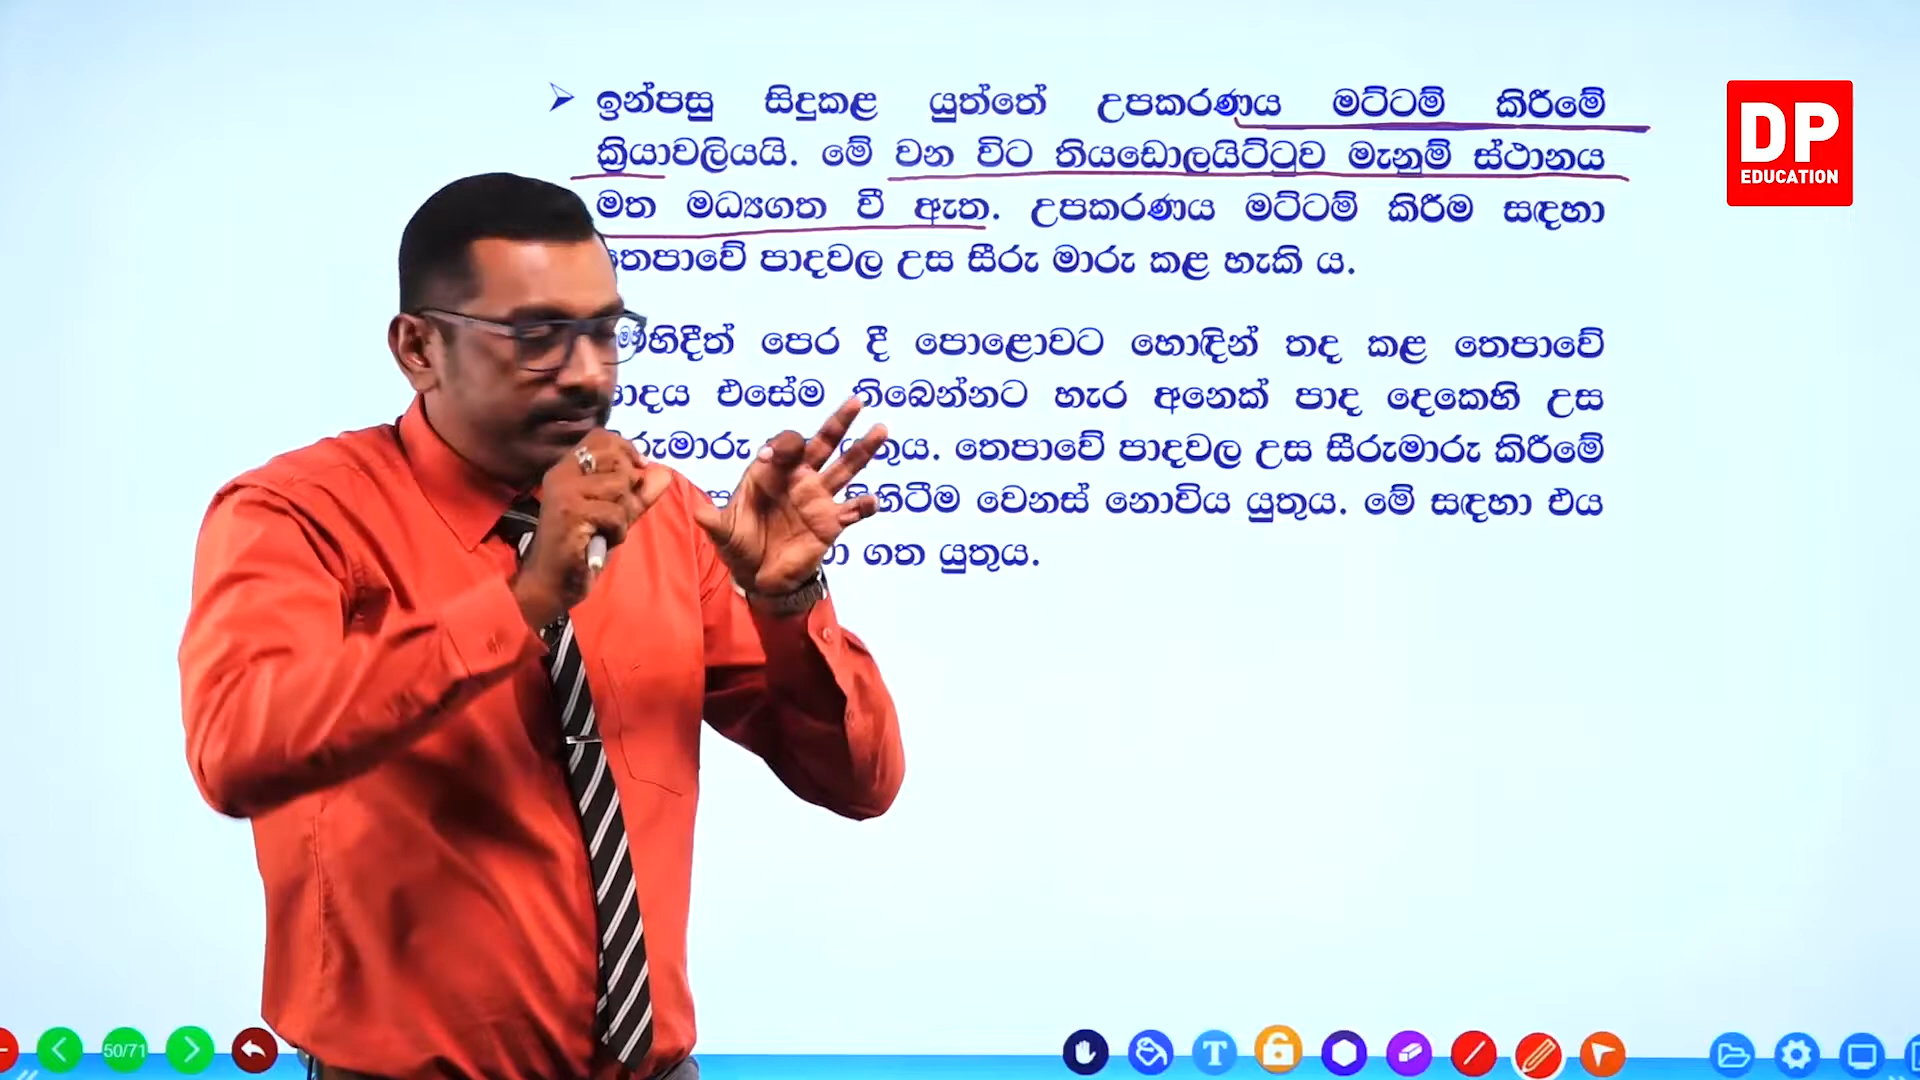 ➢ ඉන්පසු සිදුකළ යුත්තේ උපකරණය මට්ටම් කිරීමේ
ක්‍රියාවලියයි. මේ වන විට තියඩොලයිට්ටුව මැනුම් ස්ථානය
මත මධ්‍යගත වී ඇත. උපකරණය මට්ටම් කිරීම සඳහා
තෙපාවේ පාදවල උස සීරු මාරු කළ හැකි ය.
පෙර දී පොළොවට හොඳින් තද කළ තෙපාවේ
එසේම තිබෙන්නට හැර අනෙක් පාද දෙකෙහි උස
තෙපාවේ පාදවල උස සීරුමාරු කිරීමේ
පිහිටීම වෙනස් නොවිය යුතුය. මේ සඳහා එය
ගත යුතුය.
DP
EDUCATION
50/71
T